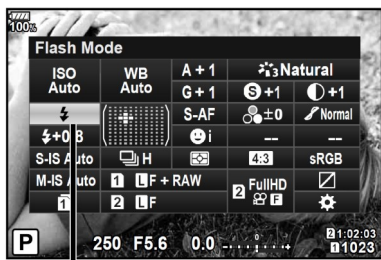 100%
Flash Mode
ISO Auto WB Auto A + 1 3 Natural
G + 1 S +1 +1
S-AF ±0 Normal
+0. i -- --
S-IS Auto H 4:3 sRGB
M-IS Auto 1 LF + RAW 2 FullHD F
1 2 LF
P 250 F5.6 0.0 - 0 + 2 1:02:03
1 1023